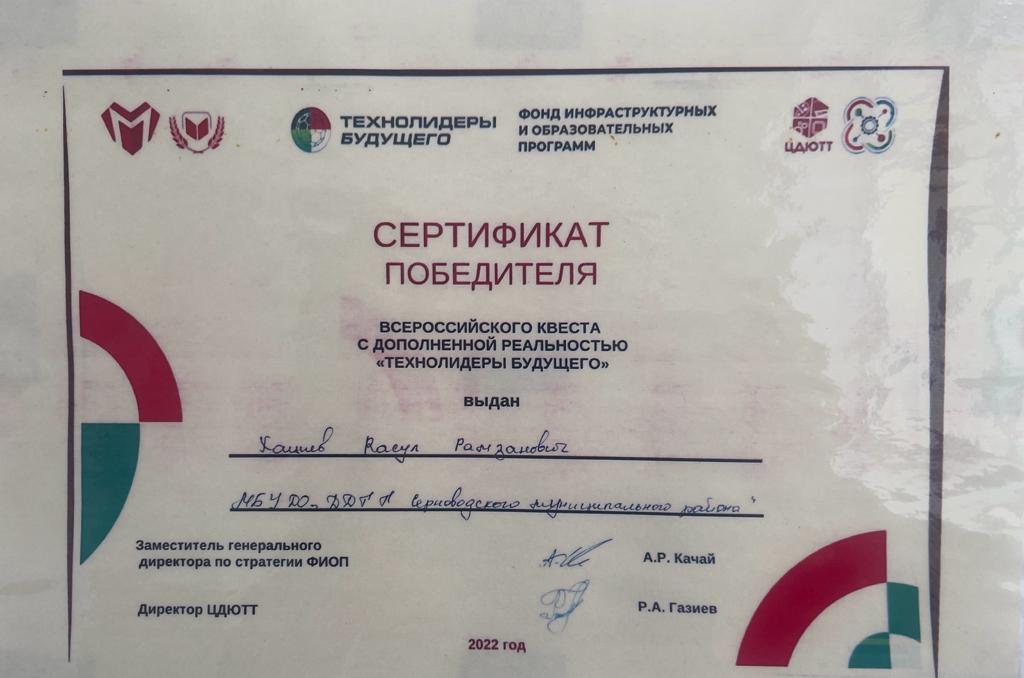 ТЕХНОЛИДЕРЫ
БУДУЩЕГО
ФОНД ИНФРАСТРУКТУРНЫХ
И ОБРАЗОВАТЕЛЬНЫХ
ПРОГРАММ
ЦДЮТТ
СЕРТИФИКАТ
ПОБЕДИТЕЛЯ
ВСЕРОССИЙСКОГО КВЕСТА
С ДОПОЛНЕННОЙ РЕАЛЬНОСТЬЮ
«ТЕХНОЛИДЕРЫ БУДУЩЕГО»
выдан
Рамзанович
МБУ ДО Серноводского муниципального района"
Заместитель генерального
директора по стратегии ФИОП
А.Р. Качай
Директор ЦДЮТТ
Р.А. Газиев
2022 год